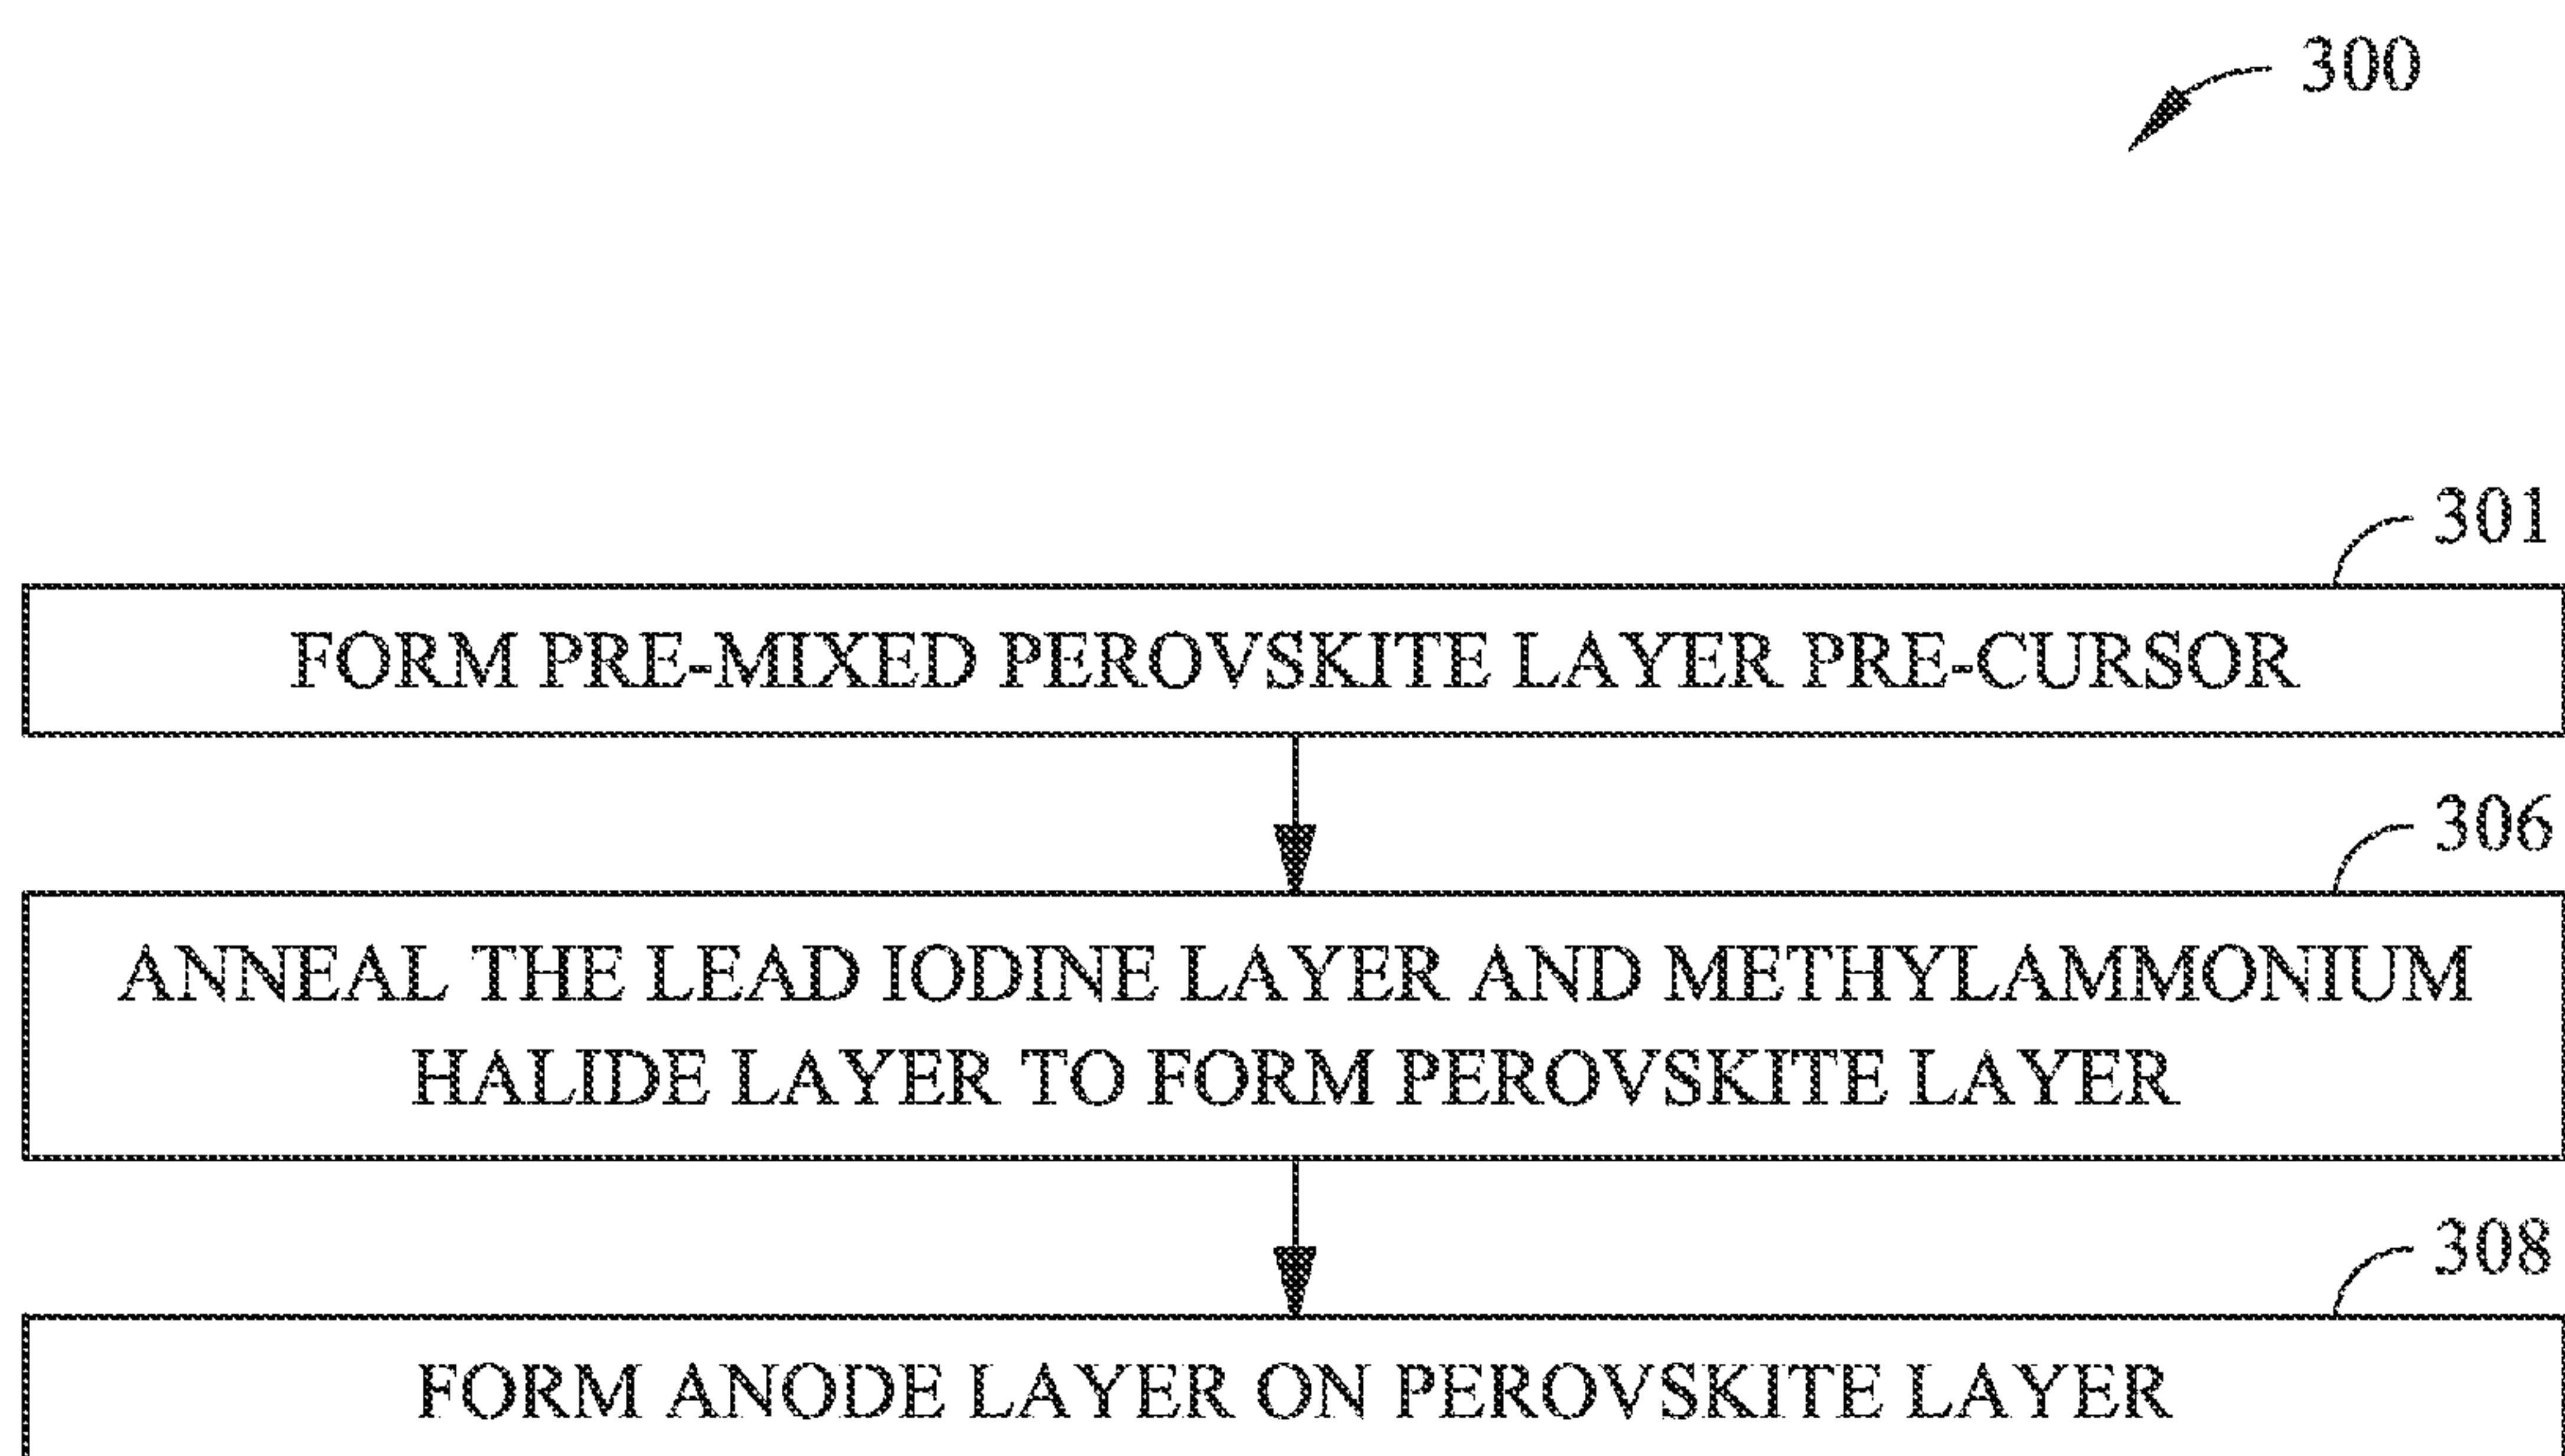 300
301
FORM PRE-MIXED PEROVSKITE LAYER PRE-CURSOR
306
ANNEAL THE LEAD IODINE LAYER AND METHYLAMMONIUM
HALIDE LAYER TO FORM PEROVSKITE LAYER
308
FORM ANODE LAYER ON PEROVSKITE LAYER